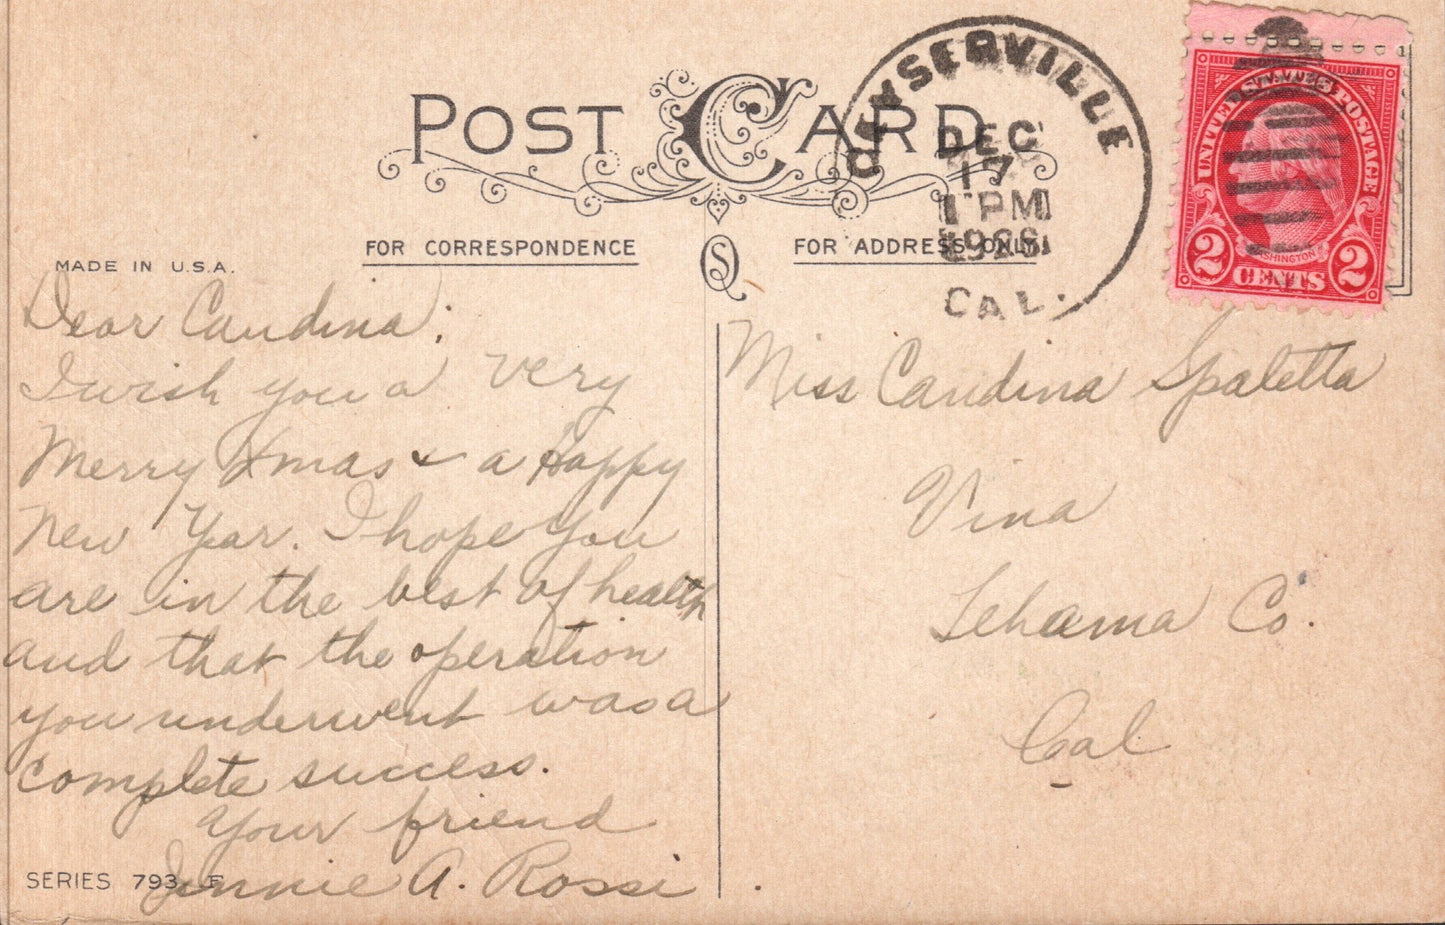 POST CARD
GEYSERVILLE
DEC
17
1 PM
1926
CAL.
UNITED STATES POSTAGE
WASHINGTON
2 CENTS 2
FOR CORRESPONDENCE
FOR ADDRESS ONLY.
MADE IN U.S.A.
Dear Candina:
I wish you a very
Merry Xmas & a Happy
New Year. I hope you
are in the best of health
and that the operation
you underwent was a
complete success.
Your friend
Jennie A. Rossi
SERIES 793 F
Miss Candina Spaletta
Vina
Tehama Co.
Cal